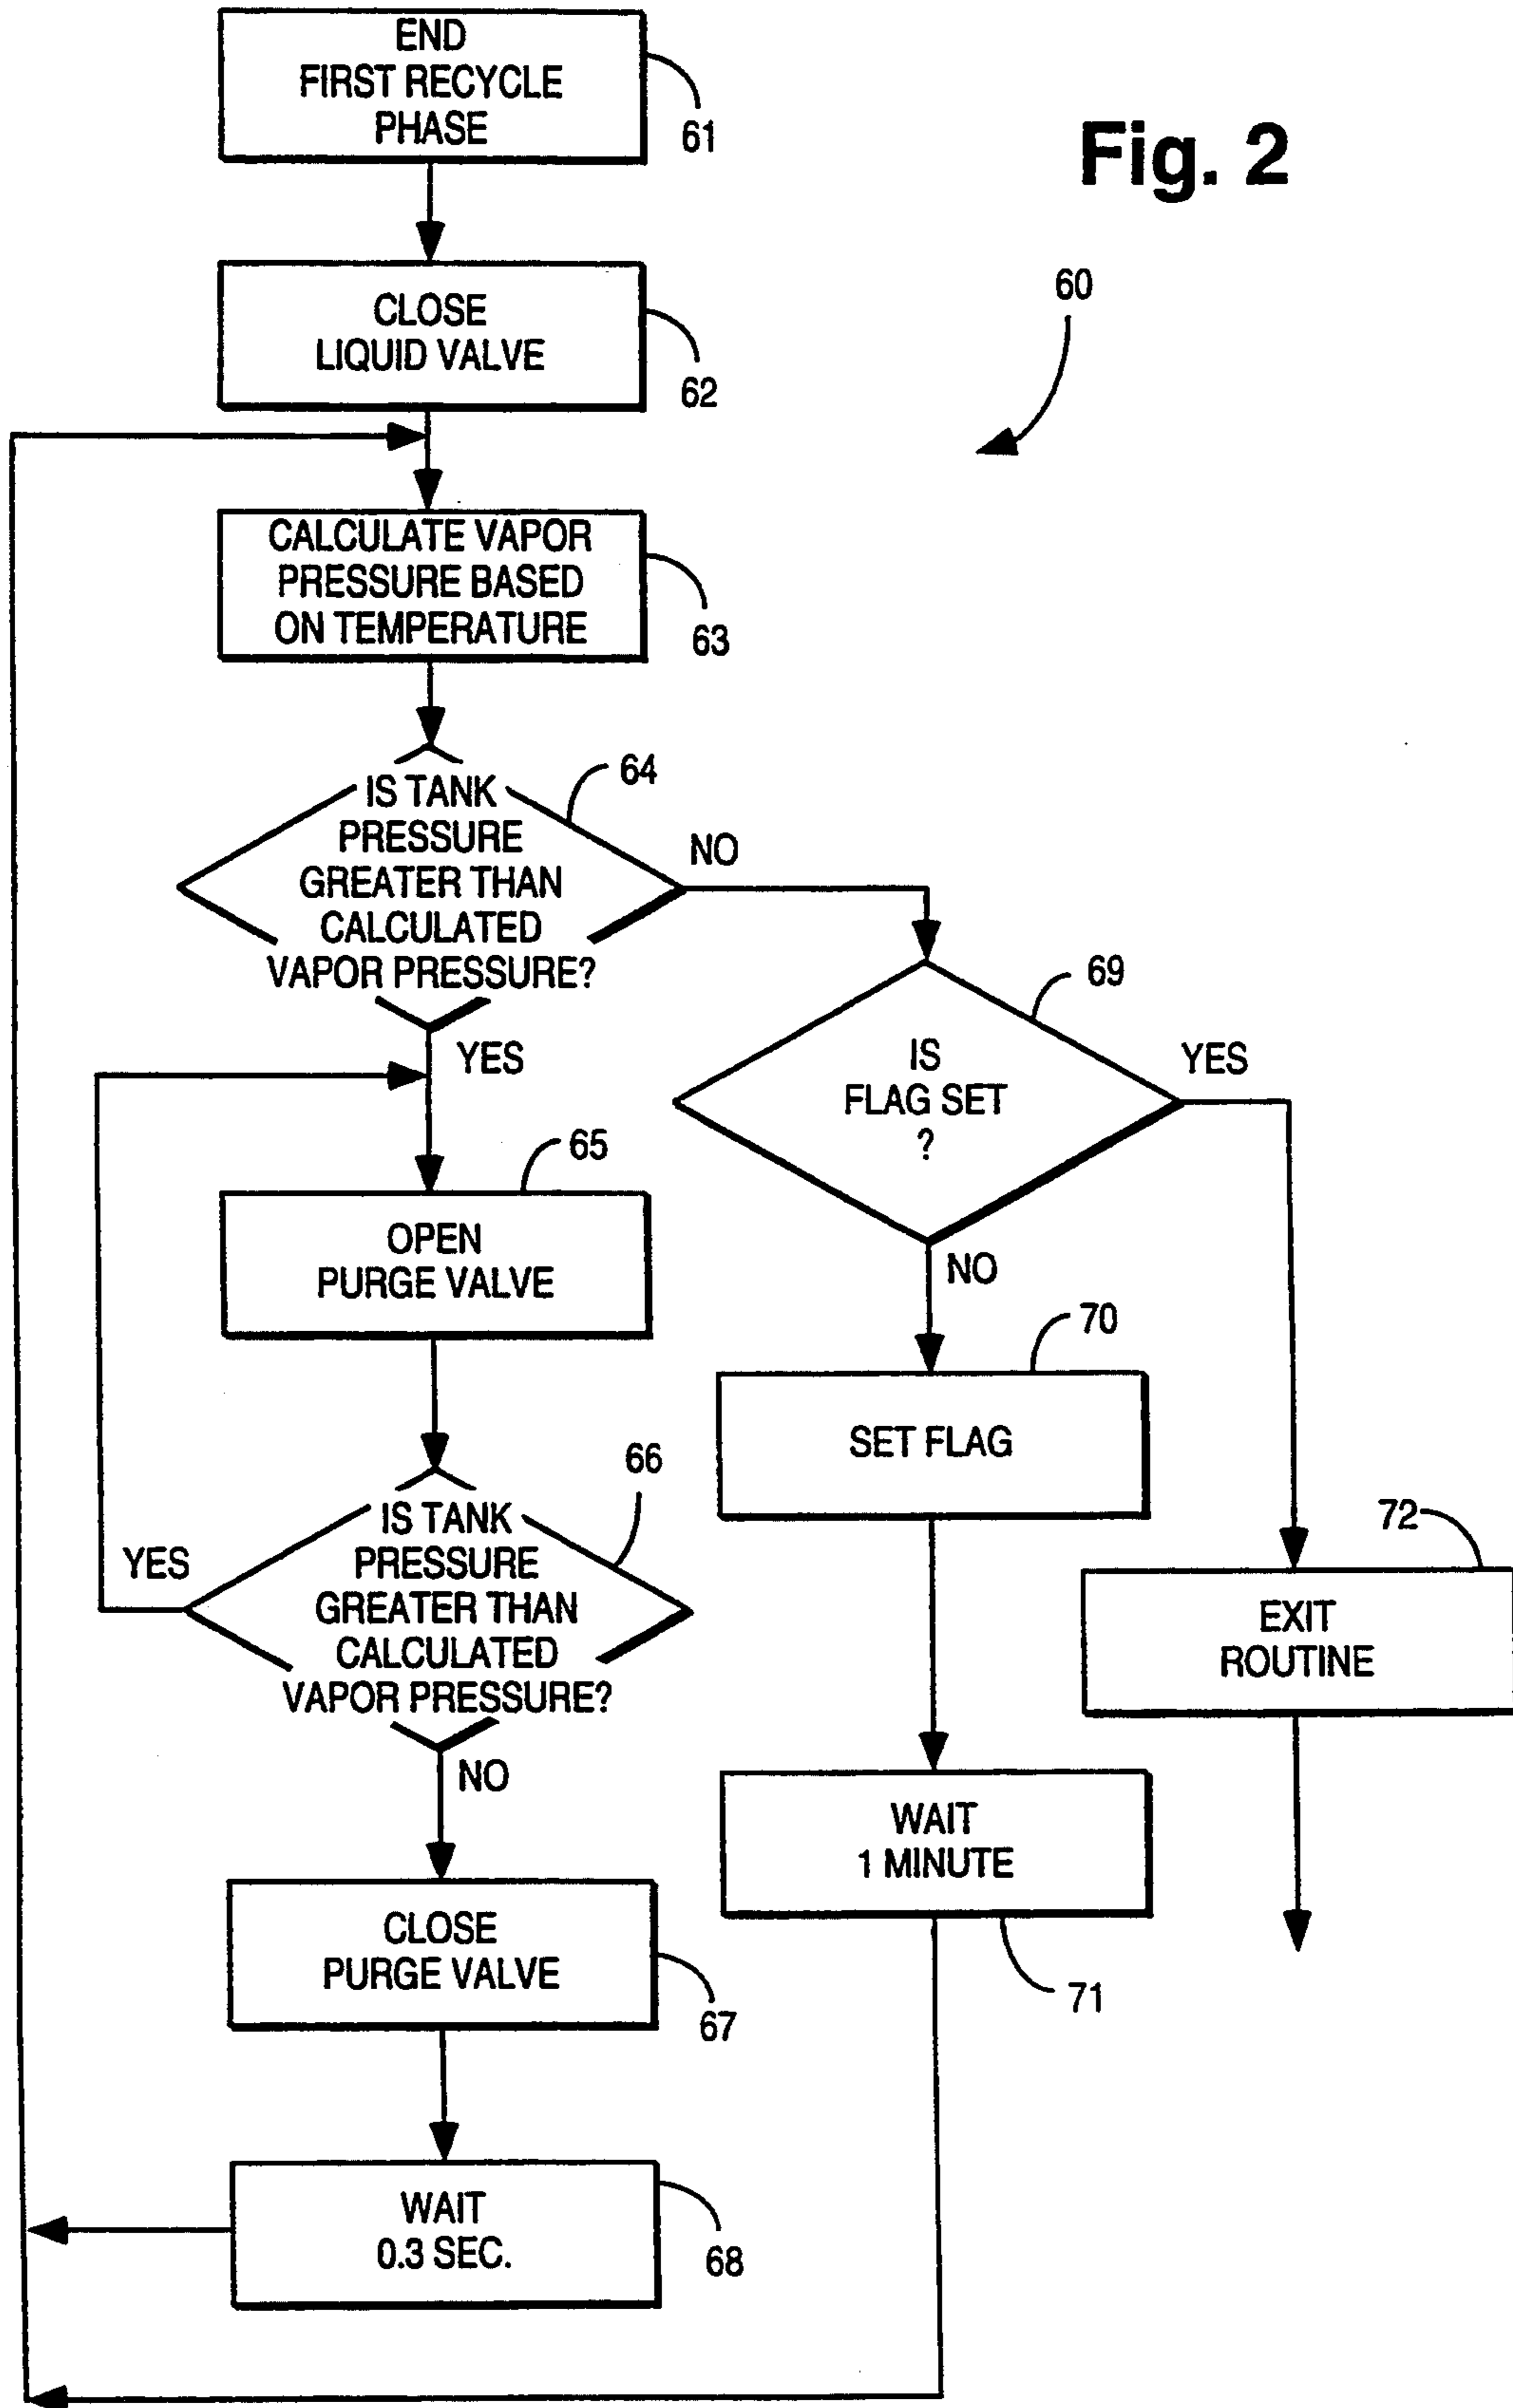 END
FIRST RECYCLE
PHASE
61
Fig. 2
CLOSE
LIQUID VALVE
62
60
CALCULATE VAPOR
PRESSURE BASED
ON TEMPERATURE
63
IS TANK
PRESSURE
GREATER THAN
CALCULATED
VAPOR PRESSURE?
64
NO
YES
69
IS
FLAG SET
?
YES
NO
65
OPEN
PURGE VALVE
70
SET FLAG
66
IS TANK
PRESSURE
GREATER THAN
CALCULATED
VAPOR PRESSURE?
YES
NO
72
EXIT
ROUTINE
WAIT
1 MINUTE
71
CLOSE
PURGE VALVE
67
WAIT
0.3 SEC.
68